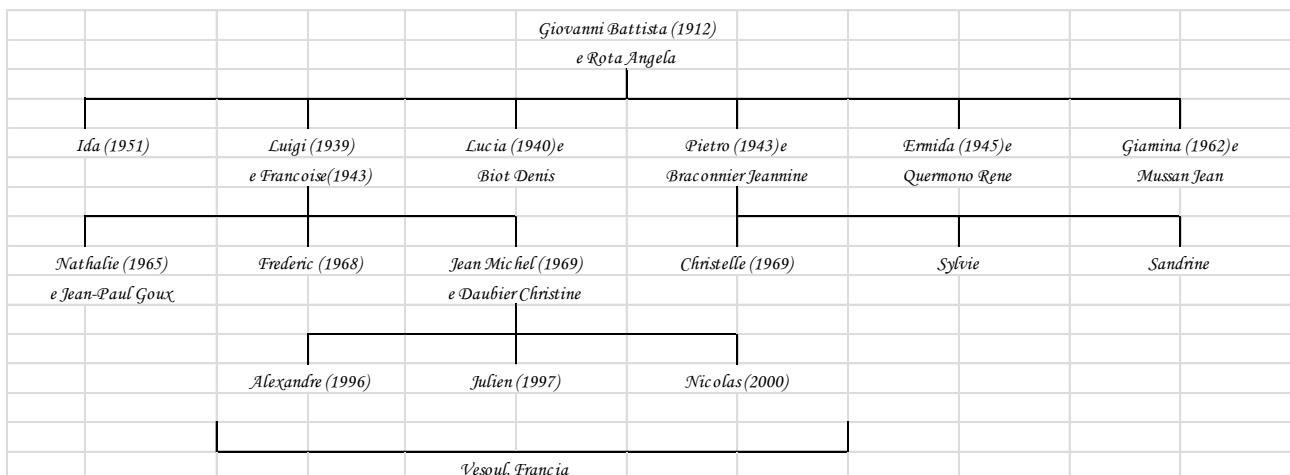 Giovanni Battista (1912)
e Rota Angela
Ida (1951)
Luigi (1939)
e Francoise(1943)
Lucia (1940) e
Biot Denis
Pietro (1943) e
Braconnier Jeannine
Ermida (1945) e
Quermono Rene
Giamina (1962) e
Mussan Jean
Nathalie (1965)
e Jean-Paul Goux
Frederic (1968)
Jean Michel (1969)
e Daubier Christine
Christelle (1969)
Sylvie
Sandrine
Alexandre (1996)
Julien (1997)
Nicolas (2000)
Vesoul, Francia